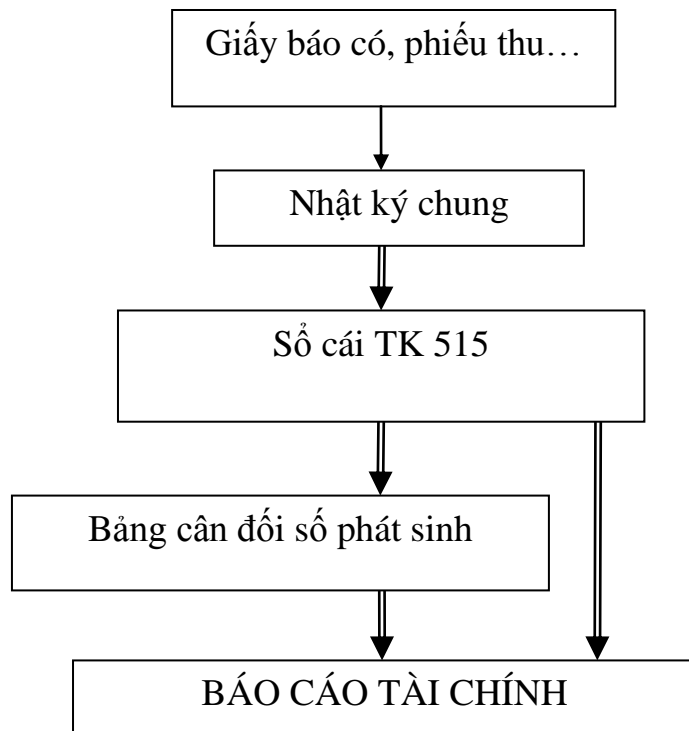 Giấy báo có, phiếu thu…
Nhật ký chung
Sổ cái TK 515
Bảng cân đối số phát sinh
BÁO CÁO TÀI CHÍNH